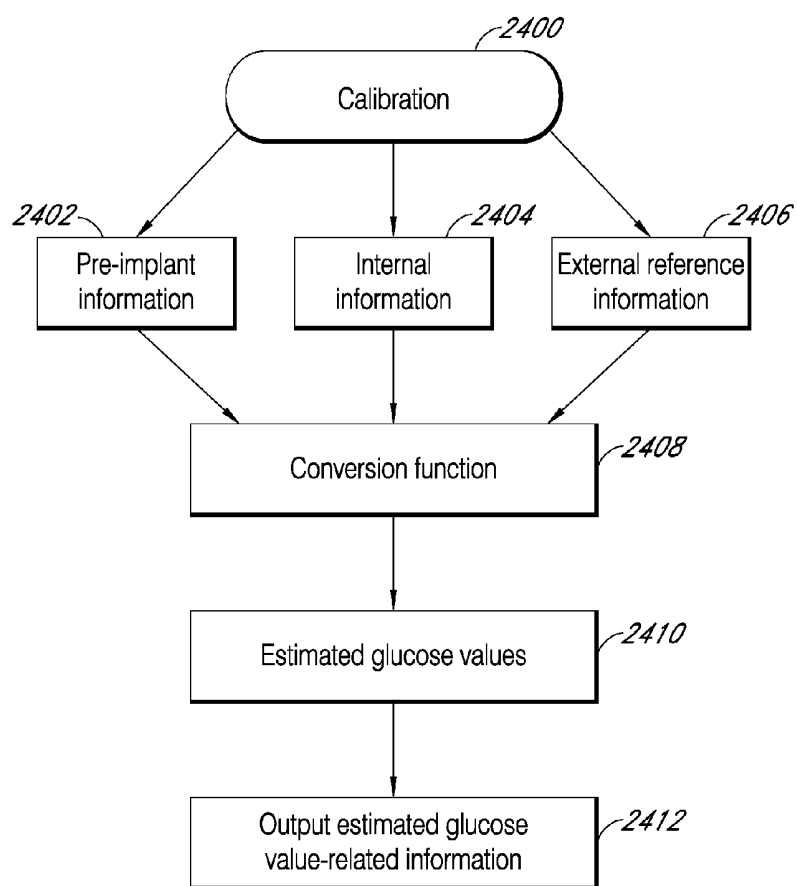 2400
Calibration
2402
2404
2406
Pre-implant
information
Internal
information
External reference
information
Conversion function
2408
Estimated glucose values
2410
Output estimated glucose
value-related information
2412